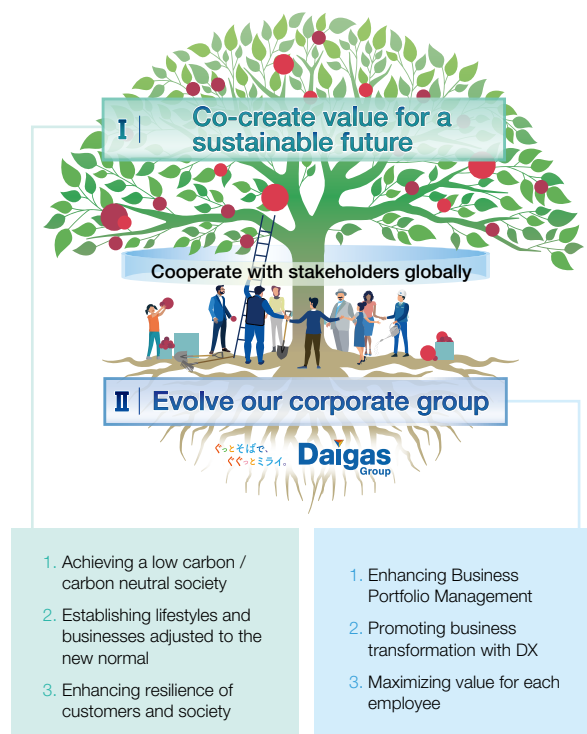 I
Co-create value for a
sustainable future
Cooperate with stakeholders globally
II
Evolve our corporate group
ぐっとそばで、
ぐぐっとミライ。
Daigas
Group
1. Achieving a low carbon /
carbon neutral society
2. Establishing lifestyles and
businesses adjusted to the
new normal
3. Enhancing resilience of
customers and society
1. Enhancing Business
Portfolio Management
2. Promoting business
transformation with DX
3. Maximizing value for each
employee